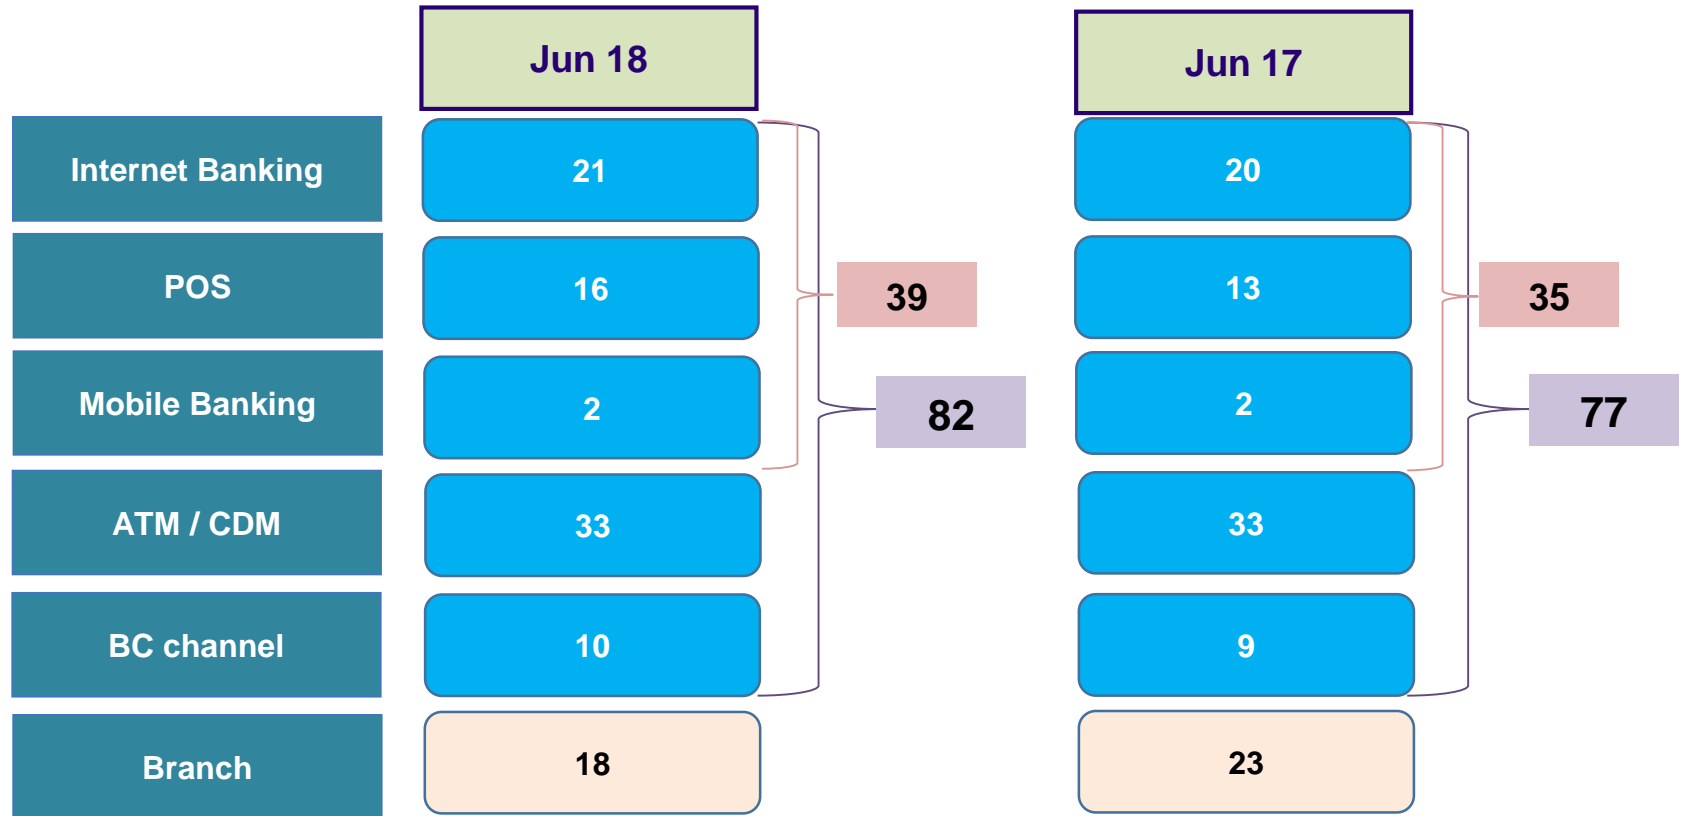 Jun 18
Jun 17
Internet Banking
21
20
POS
16
39
13
35
Mobile Banking
2
82
2
77
ATM / CDM
33
33
BC channel
10
9
Branch
18
23